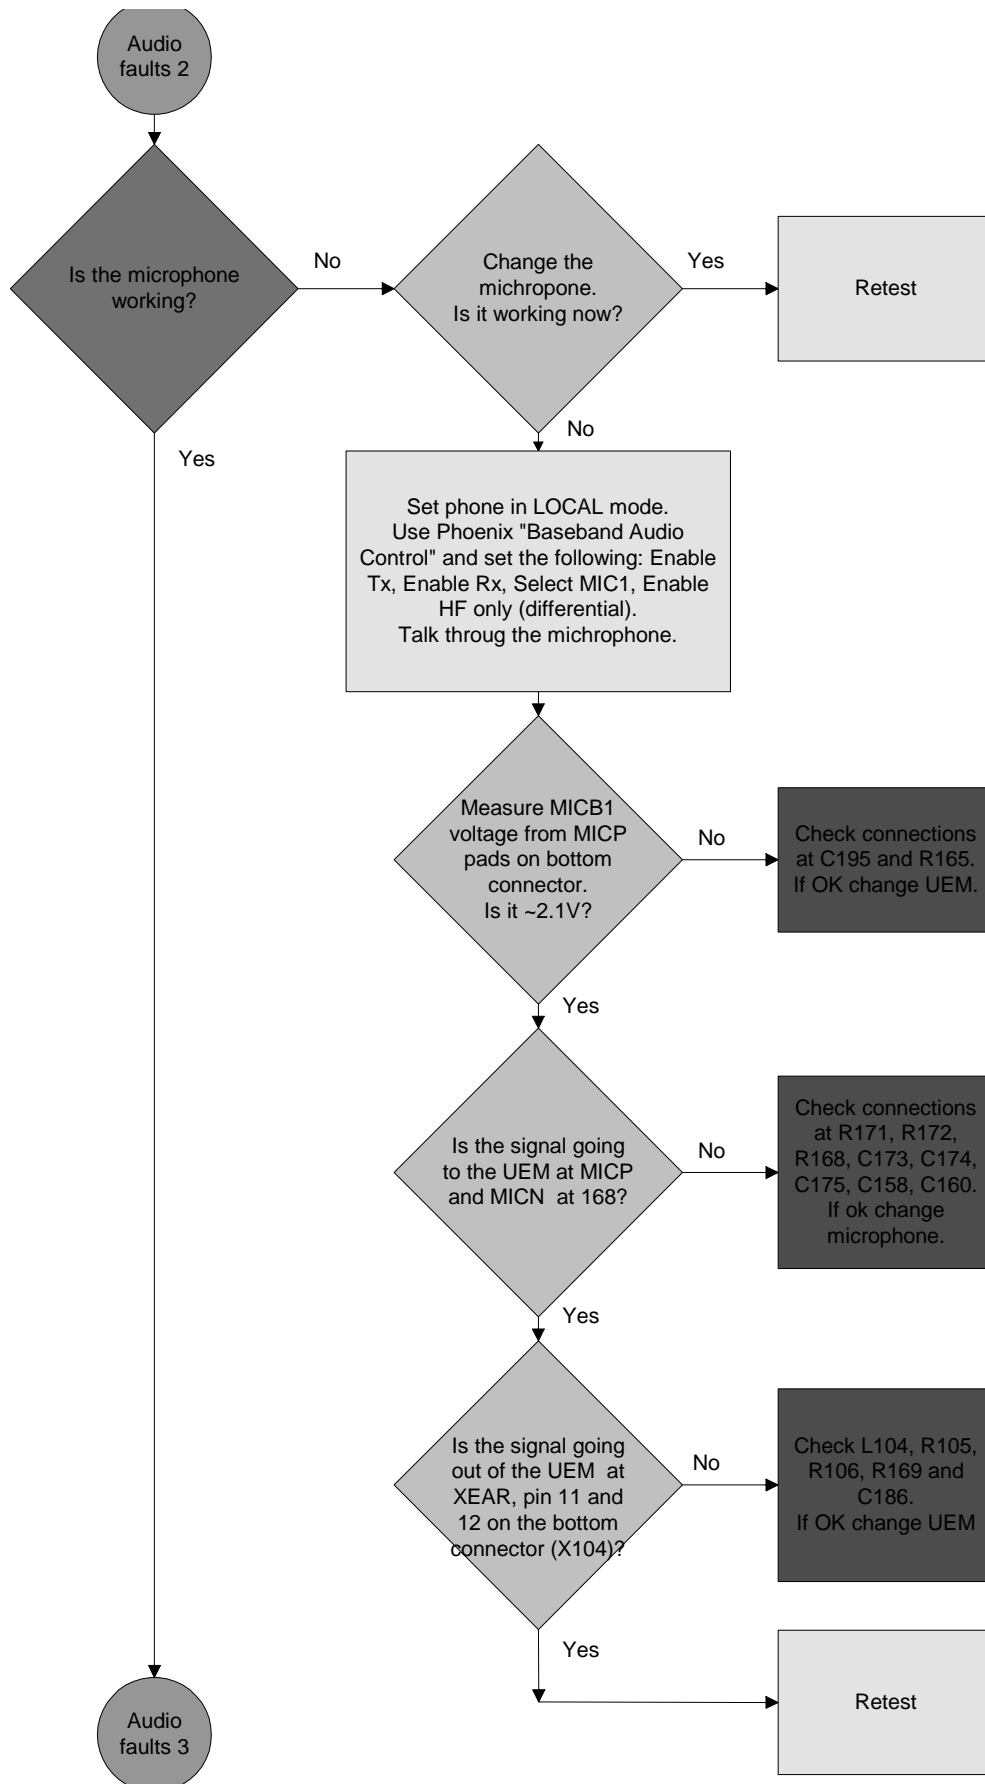 Audio
faults 2
Is the microphone
working?
No
Change the
michropone.
Is it working now?
Yes
Retest
No
Yes
Set phone in LOCAL mode.
Use Phoenix "Baseband Audio
Control" and set the following: Enable
Tx, Enable Rx, Select MIC1, Enable
HF only (differential).
Talk throug the michrophone.
Measure MICB1
voltage from MICP
pads on bottom
connector.
Is it ~2.1V?
No
Check connections
at C195 and R165.
If OK change UEM.
Yes
Is the signal going
to the UEM at MICP
and MICN  at 168?
No
Check connections
at R171, R172,
R168, C173, C174,
C175, C158, C160.
If ok change
microphone.
Yes
Is the signal going
out of the UEM  at
XEAR, pin 11 and
12 on the bottom
connector (X104)?
No
Check L104, R105,
R106, R169 and
C186.
If OK change UEM
Yes
Retest
Audio
faults 3